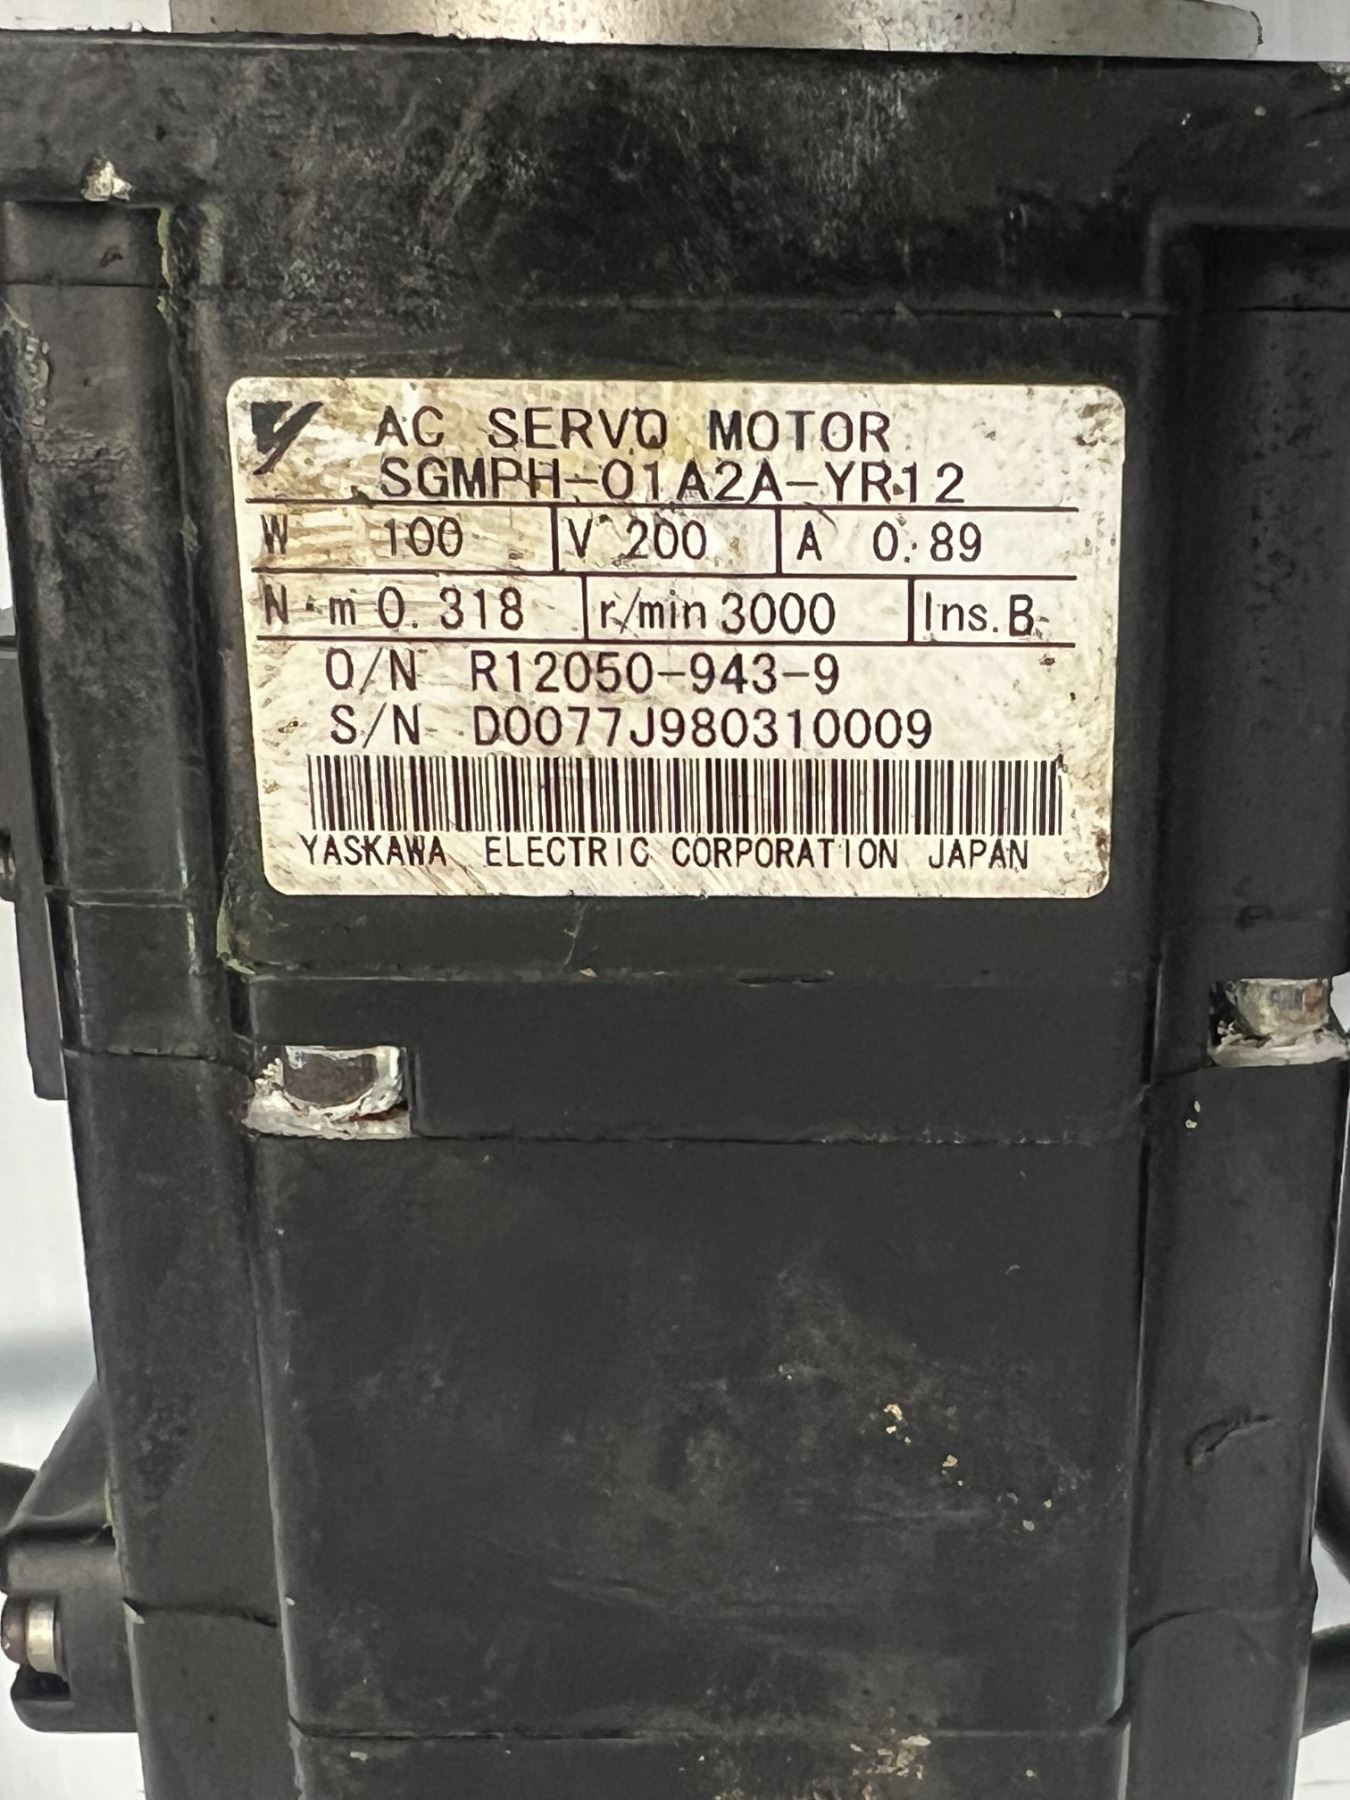 AC SERVO MOTOR
SGMPH-01A2A-YR12
W 100 V 200 A 0.89
N·m 0.318 r/min 3000 Ins. B
O/N R12050-943-9
S/N D0077J980310009
YASKAWA ELECTRIC CORPORATION JAPAN